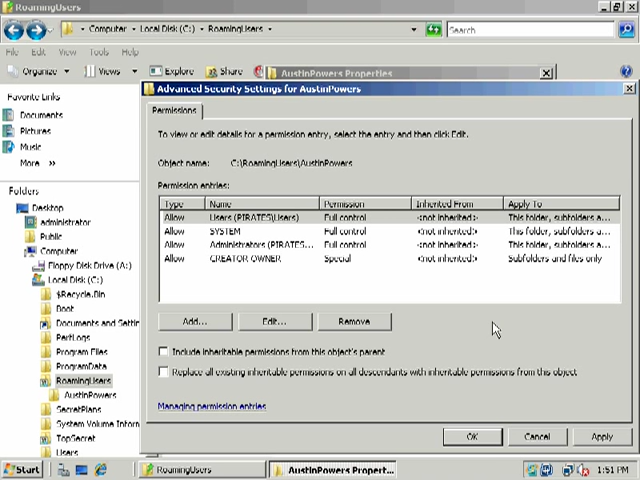 RoamingUsers
Computer Local Disk (C:) RoamingUsers
Search
File Edit View Tools Help
Organize Views Explore Share
AustinPowers Properties
Favorite Links
Documents
Pictures
Music
More »
Folders
Desktop
administrator
Public
Computer
Floppy Disk Drive (A:)
Local Disk (C:)
$Recycle.Bin
Boot
Documents and Settin
PerfLogs
Program Files
ProgramData
RoamingUsers
AustinPowers
SecretPlans
System Volume Inform
TopSecret
Users
Advanced Security Settings for AustinPowers
Permissions
To view or edit details for a permission entry, select the entry and then click Edit.
Object name: C:\RoamingUsers\AustinPowers
Permission entries:
Type Name Permission Inherited From Apply To
Allow Users (PIRATES\Users) Full control <not inherited> This folder, subfolders a...
Allow SYSTEM Full control <not inherited> This folder, subfolders a...
Allow Administrators (PIRATES... Full control <not inherited> This folder, subfolders a...
Allow CREATOR OWNER Special <not inherited> Subfolders and files only
Add... Edit... Remove
Include inheritable permissions from this object's parent
Replace all existing inheritable permissions on all descendants with inheritable permissions from this object
Managing permission entries
OK Cancel Apply
Start RoamingUsers AustinPowers Propert... 1:51 PM